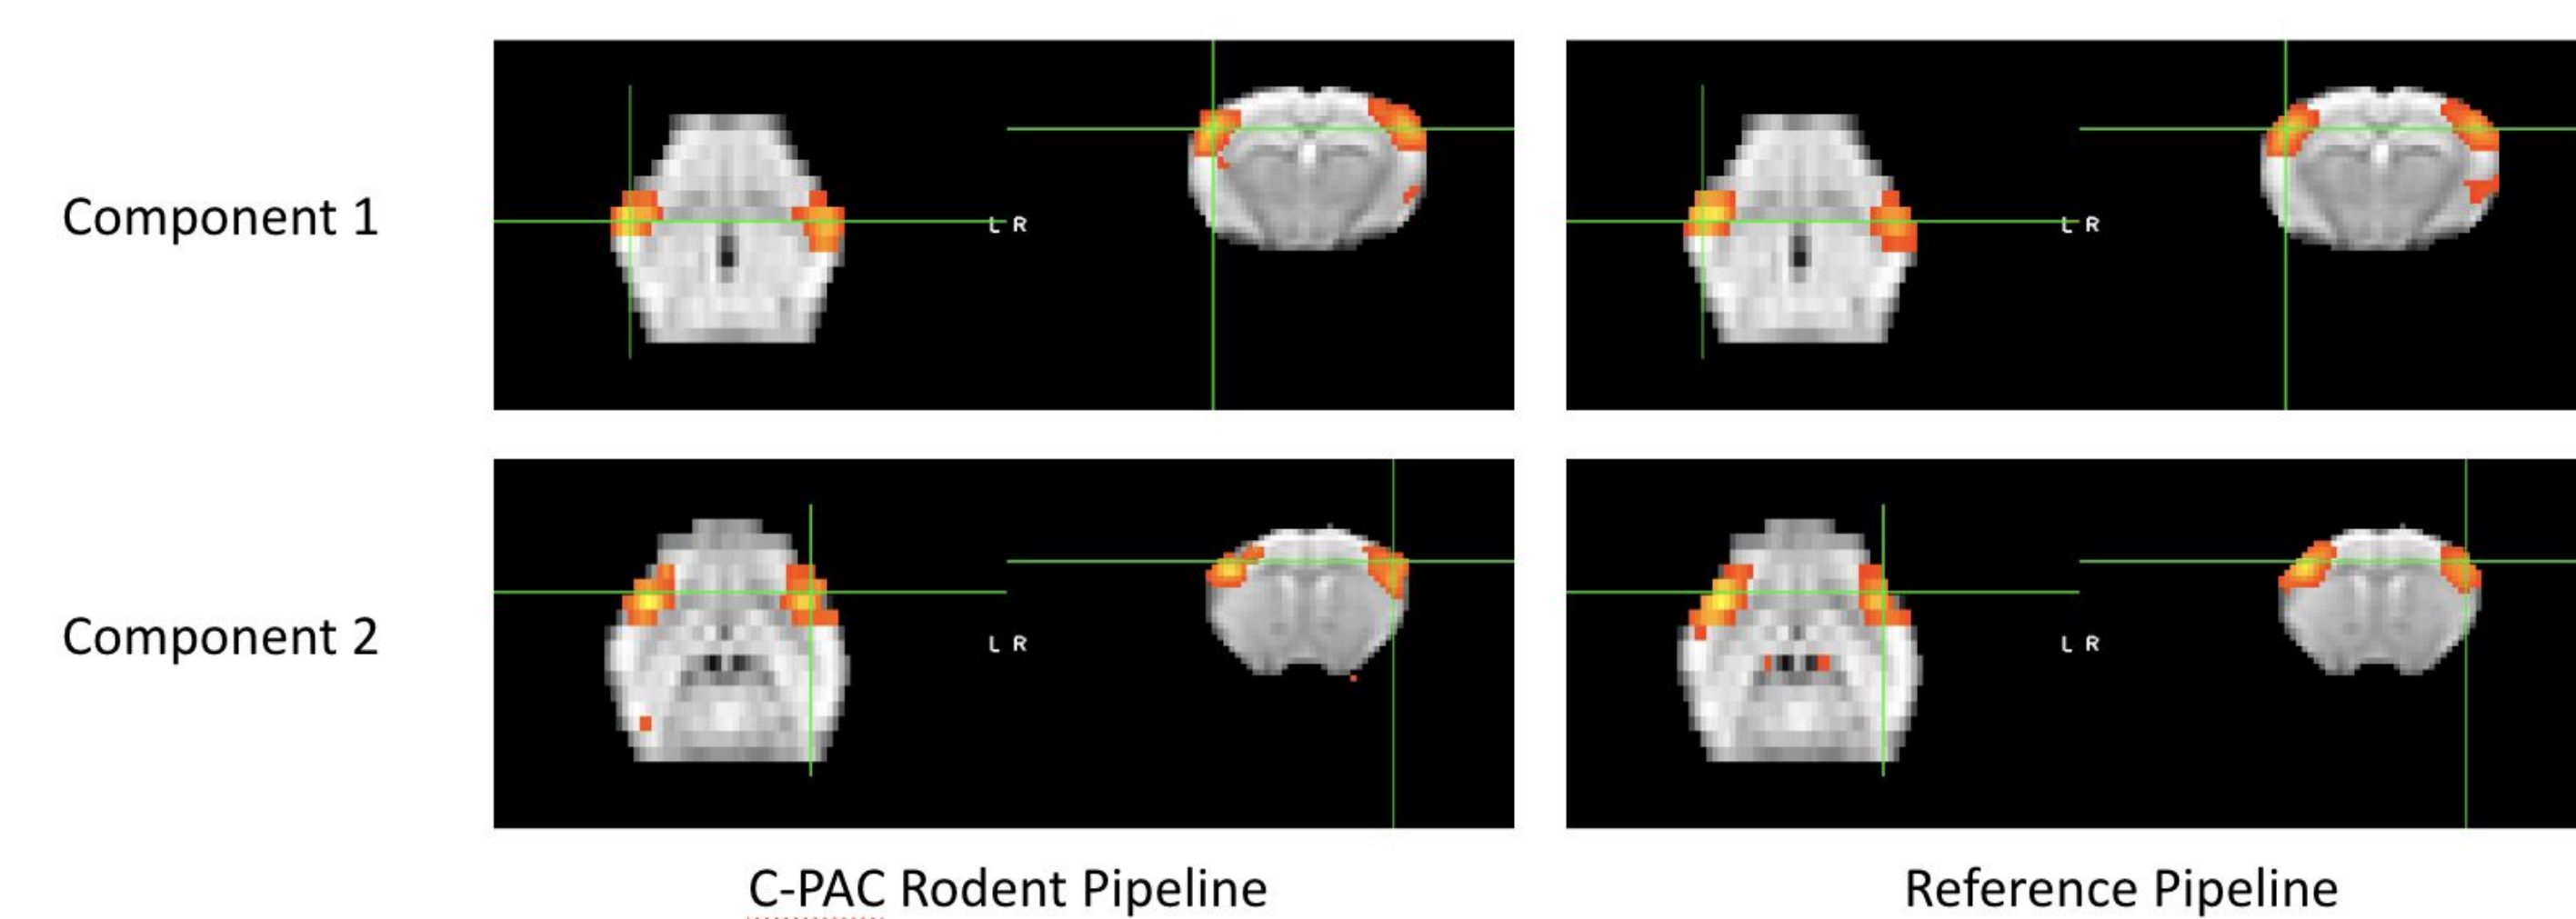 Component 1
L R
L R
Component 2
L R
L R
C-PAC Rodent Pipeline
Reference Pipeline